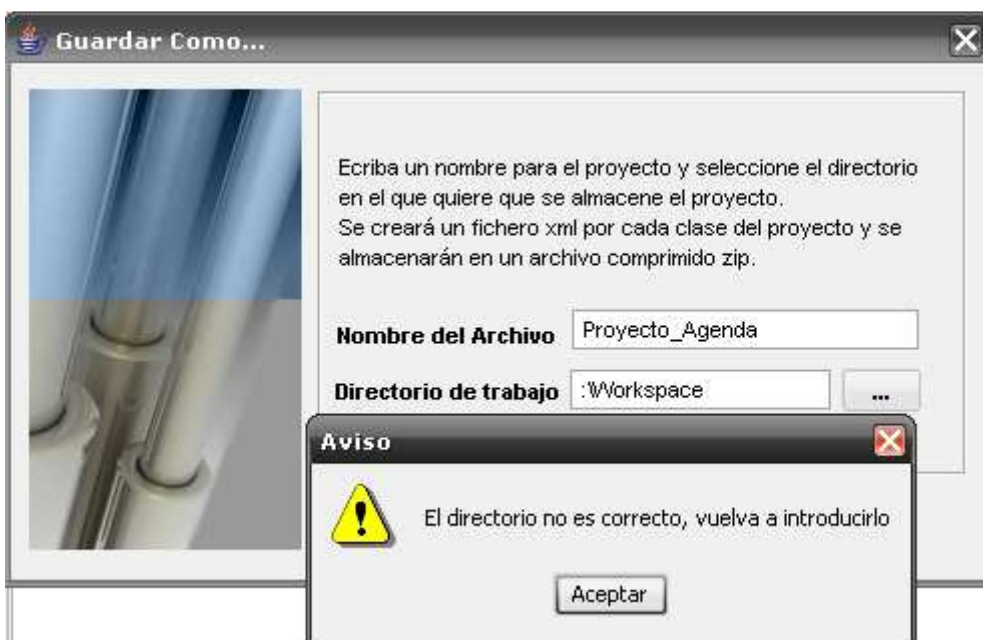 Guardar Como...
Escriba un nombre para el proyecto y seleccione el directorio
en el que quiere que se almacene el proyecto.
Se creará un fichero xml por cada clase del proyecto y se
almacenarán en un archivo comprimido zip.
Nombre del Archivo Proyecto_Agenda
Directorio de trabajo :\Workspace ...
Aviso
El directorio no es correcto, vuelva a introducirlo
Aceptar